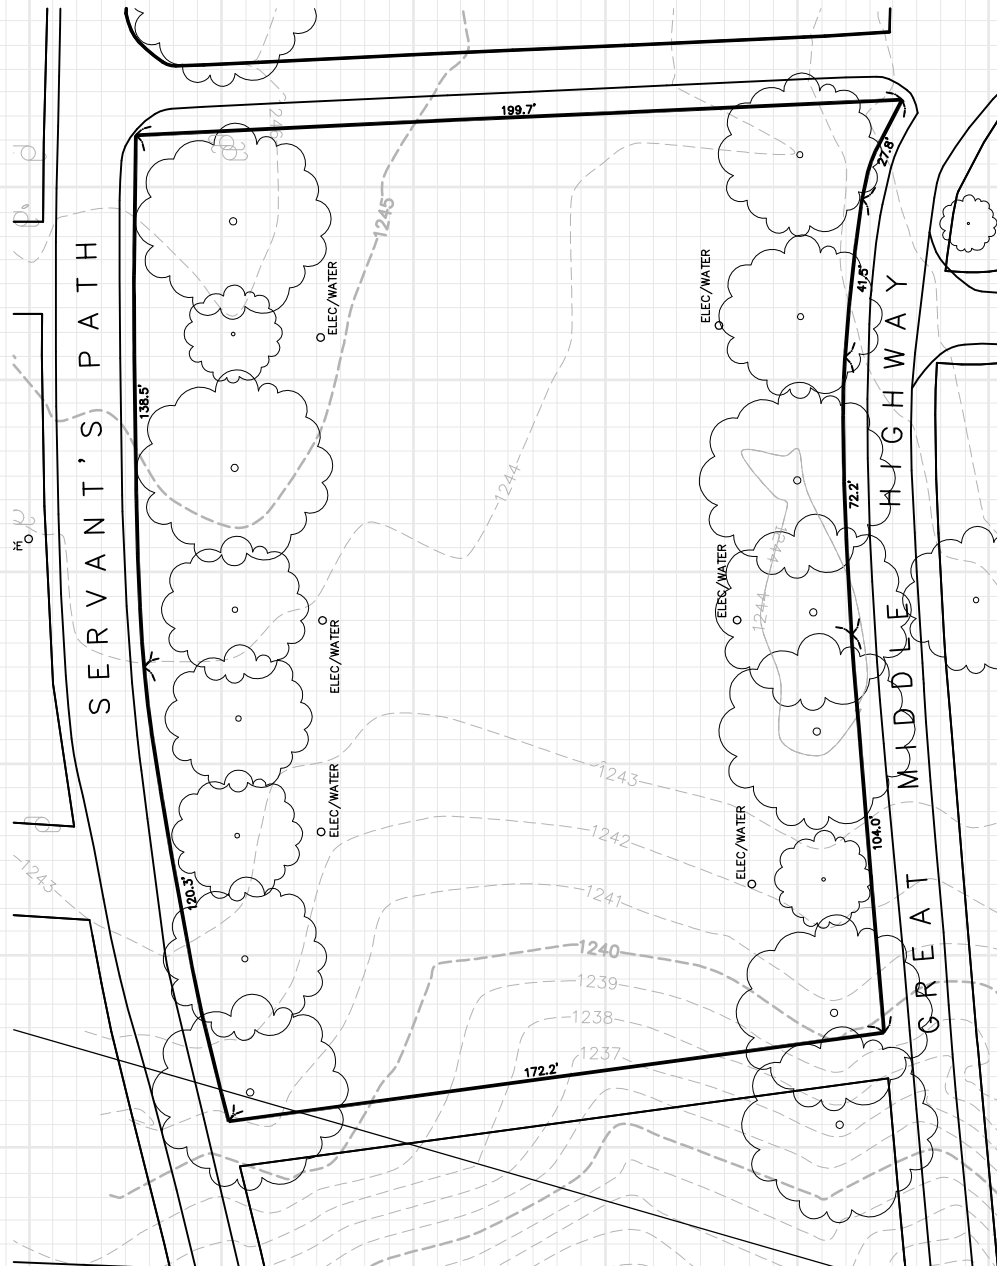 199.7'
27.8'
1245
ELEC/WATER
ELEC/WATER
41.5'
SERVANT'S PATH
138.5'
GREAT MIDDLE HIGHWAY
1244
72.2'
1244
1244
ELEC/WATER
ELEC/WATER
1243
1242
ELEC/WATER
ELEC/WATER
104.0'
1243
120.3'
1241
1240
1239
1238
1237
172.2'